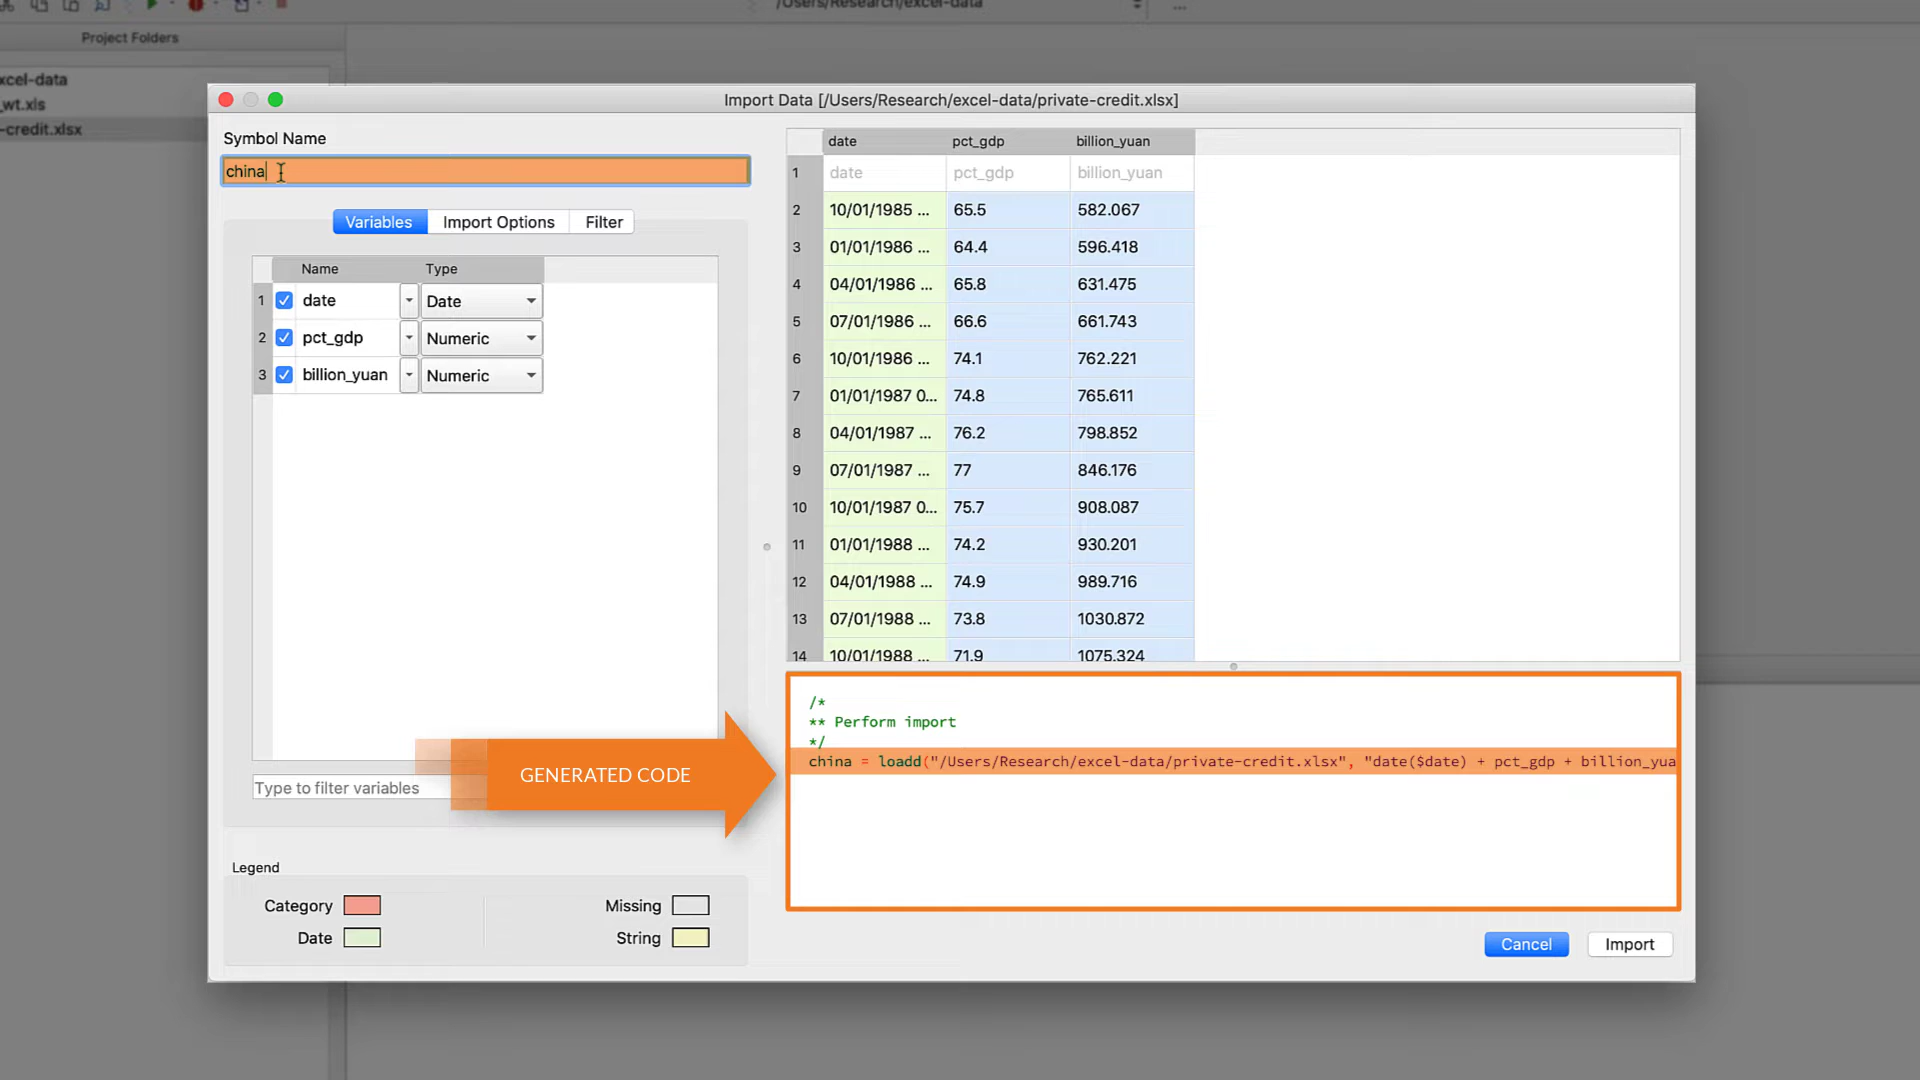 /Users/Research/excel-data
Project Folders
xcel-data
_wt.xls
-credit.xlsx
Import Data [/Users/Research/excel-data/private-credit.xlsx]
Symbol Name
china
Variables Import Options Filter
Name Type
1 date Date
2 pct_gdp Numeric
3 billion_yuan Numeric
Type to filter variables
Legend
Category Missing
Date String
date pct_gdp billion_yuan
1 date pct_gdp billion_yuan
2 10/01/1985 ... 65.5 582.067
3 01/01/1986 ... 64.4 596.418
4 04/01/1986 ... 65.8 631.475
5 07/01/1986 ... 66.6 661.743
6 10/01/1986 ... 74.1 762.221
7 01/01/1987 0... 74.8 765.611
8 04/01/1987 ... 76.2 798.852
9 07/01/1987 ... 77 846.176
10 10/01/1987 0... 75.7 908.087
11 01/01/1988 ... 74.2 930.201
12 04/01/1988 ... 74.9 989.716
13 07/01/1988 ... 73.8 1030.872
14 10/01/1988 ... 71.9 1075.324
GENERATED CODE
/*
** Perform import
*/
china = loadd("/Users/Research/excel-data/private-credit.xlsx", "date($date) + pct_gdp + billion_yua
Cancel Import